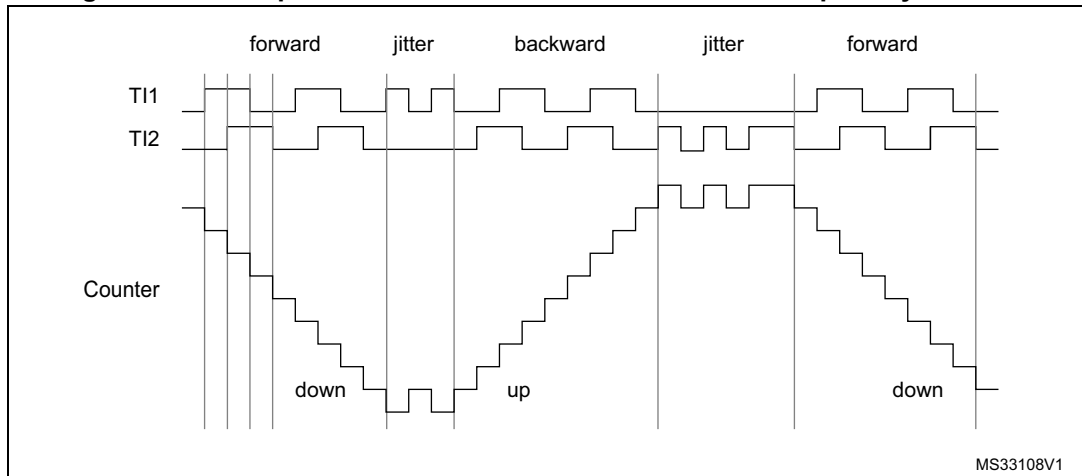 forward jitter backward jitter forward
TI1
TI2
Counter
down up down
MS33108V1